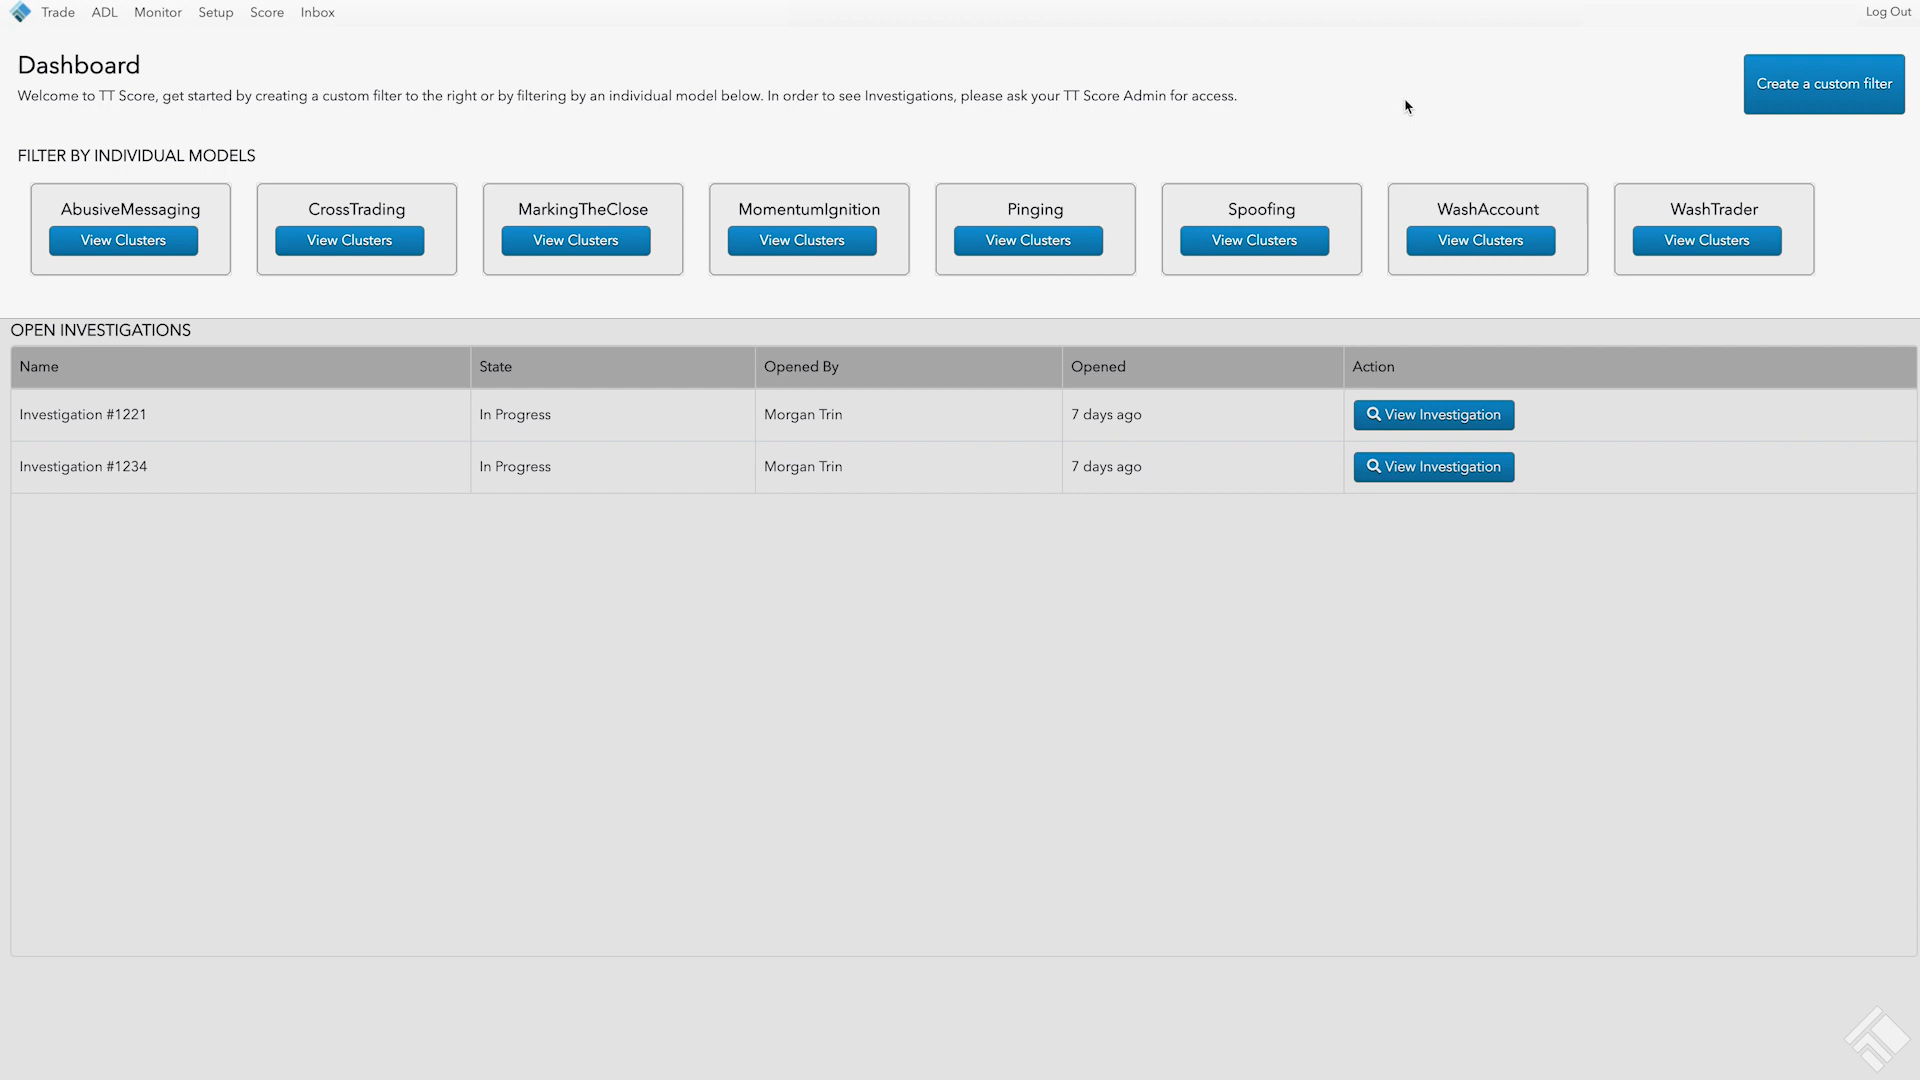 Trade ADL Monitor Setup Score Inbox Log Out
Dashboard
Welcome to TT Score, get started by creating a custom filter to the right or by filtering by an individual model below. In order to see Investigations, please ask your TT Score Admin for access.
Create a custom filter
FILTER BY INDIVIDUAL MODELS
AbusiveMessaging CrossTrading MarkingTheClose MomentumIgnition Pinging Spoofing WashAccount WashTrader
View Clusters View Clusters View Clusters View Clusters View Clusters View Clusters View Clusters View Clusters
OPEN INVESTIGATIONS
Name State Opened By Opened Action
Investigation #1221 In Progress Morgan Trin 7 days ago View Investigation
Investigation #1234 In Progress Morgan Trin 7 days ago View Investigation